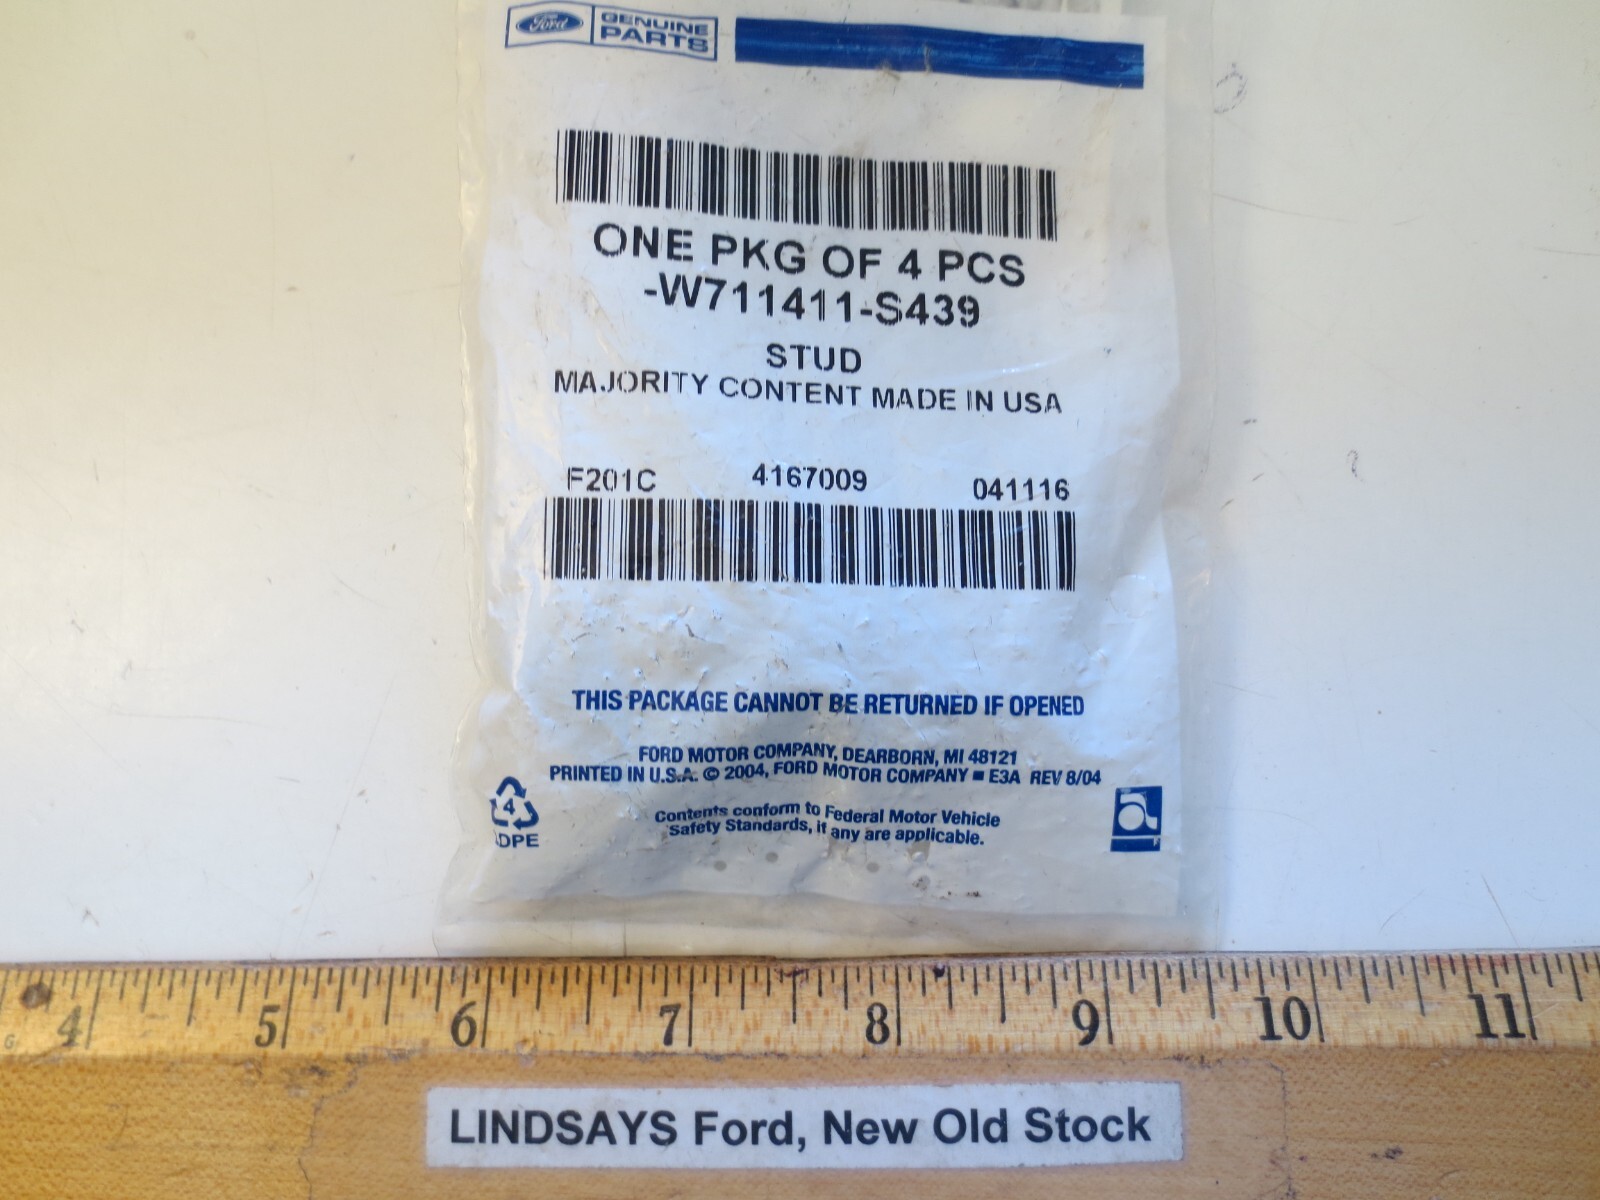 Ford GENUINE
PARTS
ONE PKG OF 4 PCS
-W711411-S439
STUD
MAJORITY CONTENT MADE IN USA
F201C 4167009 041116
THIS PACKAGE CANNOT BE RETURNED IF OPENED
FORD MOTOR COMPANY, DEARBORN, MI 48121
PRINTED IN U.S.A. © 2004, FORD MOTOR COMPANY ■ E3A REV 8/04
4
LDPE
Contents conform to Federal Motor Vehicle
Safety Standards, if any are applicable.
4 5 6 7 8 9 10 11
G
LINDSAYS Ford, New Old Stock